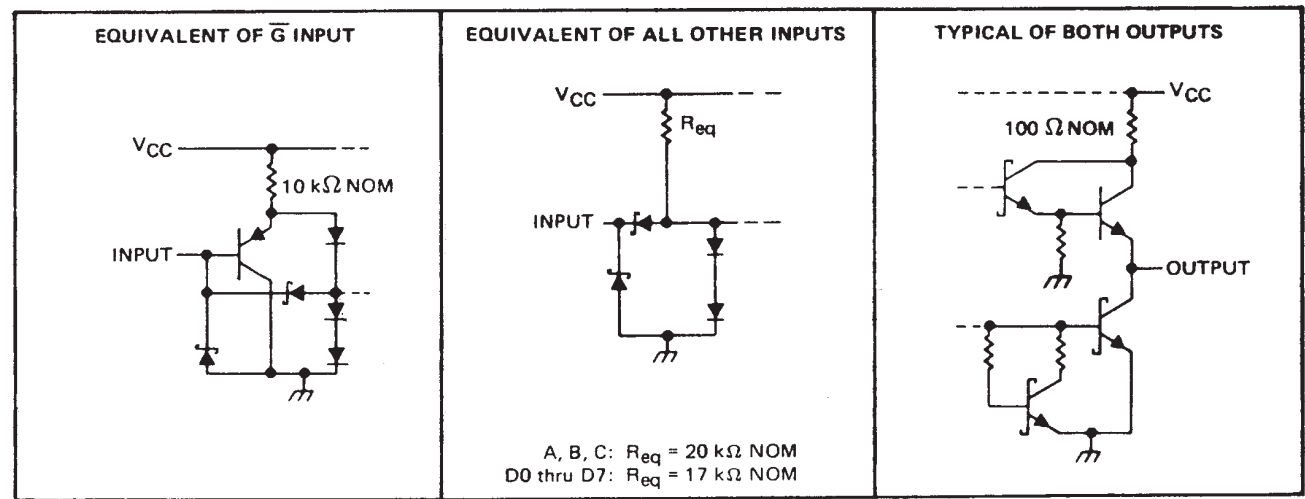 EQUIVALENT OF G̅ INPUT
VCC
10 kΩ NOM
INPUT
EQUIVALENT OF ALL OTHER INPUTS
VCC
Req
INPUT
A, B, C: Req = 20 kΩ NOM
D0 thru D7: Req = 17 kΩ NOM
TYPICAL OF BOTH OUTPUTS
VCC
100 Ω NOM
OUTPUT